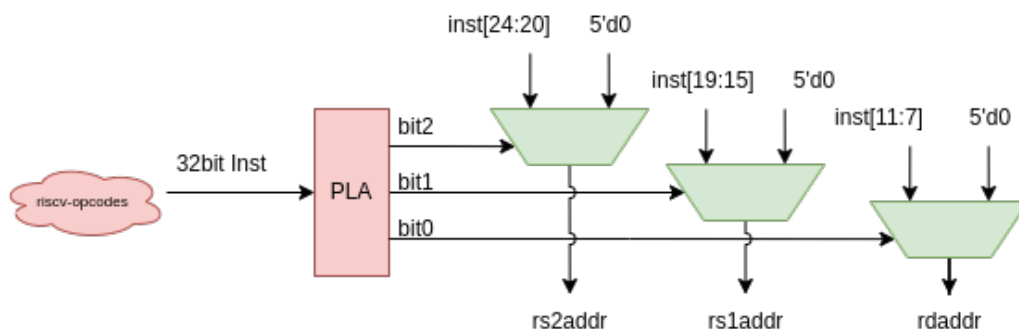 inst[24:20] 5'd0
inst[19:15] 5'd0
inst[11:7] 5'd0
bit2
32bit Inst
bit1
riscv-opcodes
PLA
bit0
rs2addr
rs1addr
rdaddr